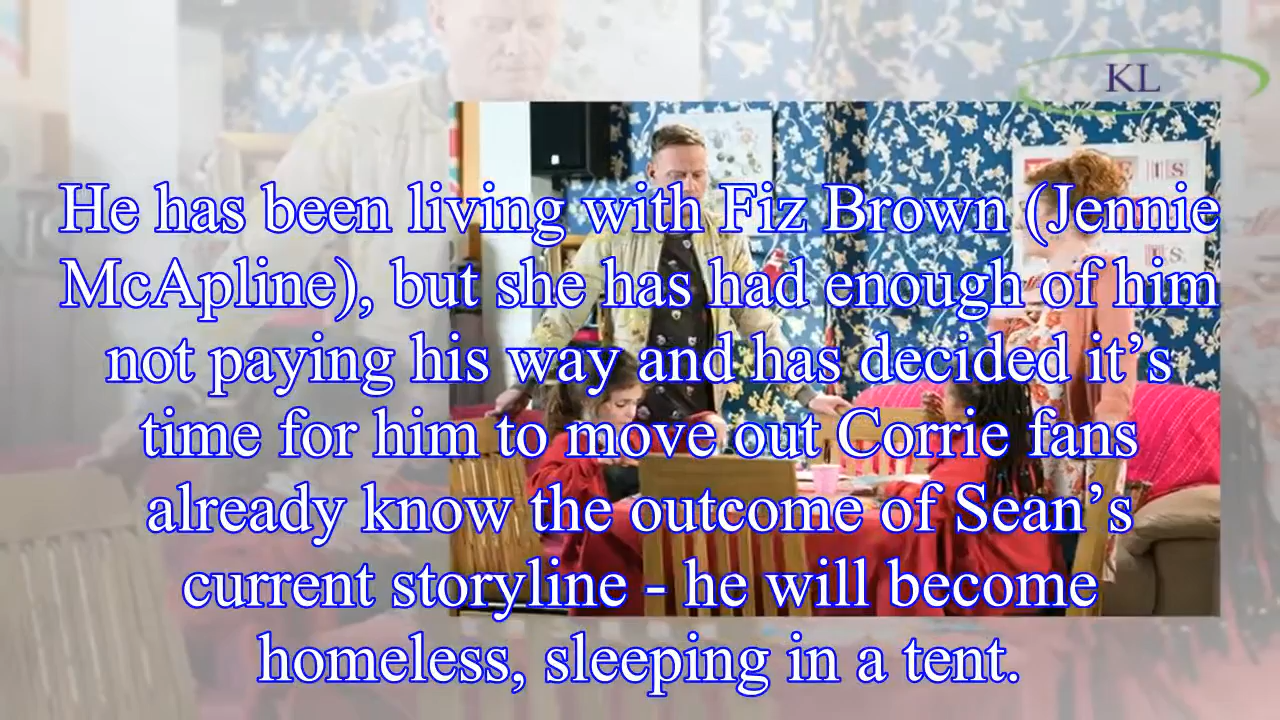 KL
He has been living with Fiz Brown (Jennie
McApline), but she has had enough of him
not paying his way and has decided it’s
time for him to move out Corrie fans
already know the outcome of Sean’s
current storyline - he will become
homeless, sleeping in a tent.